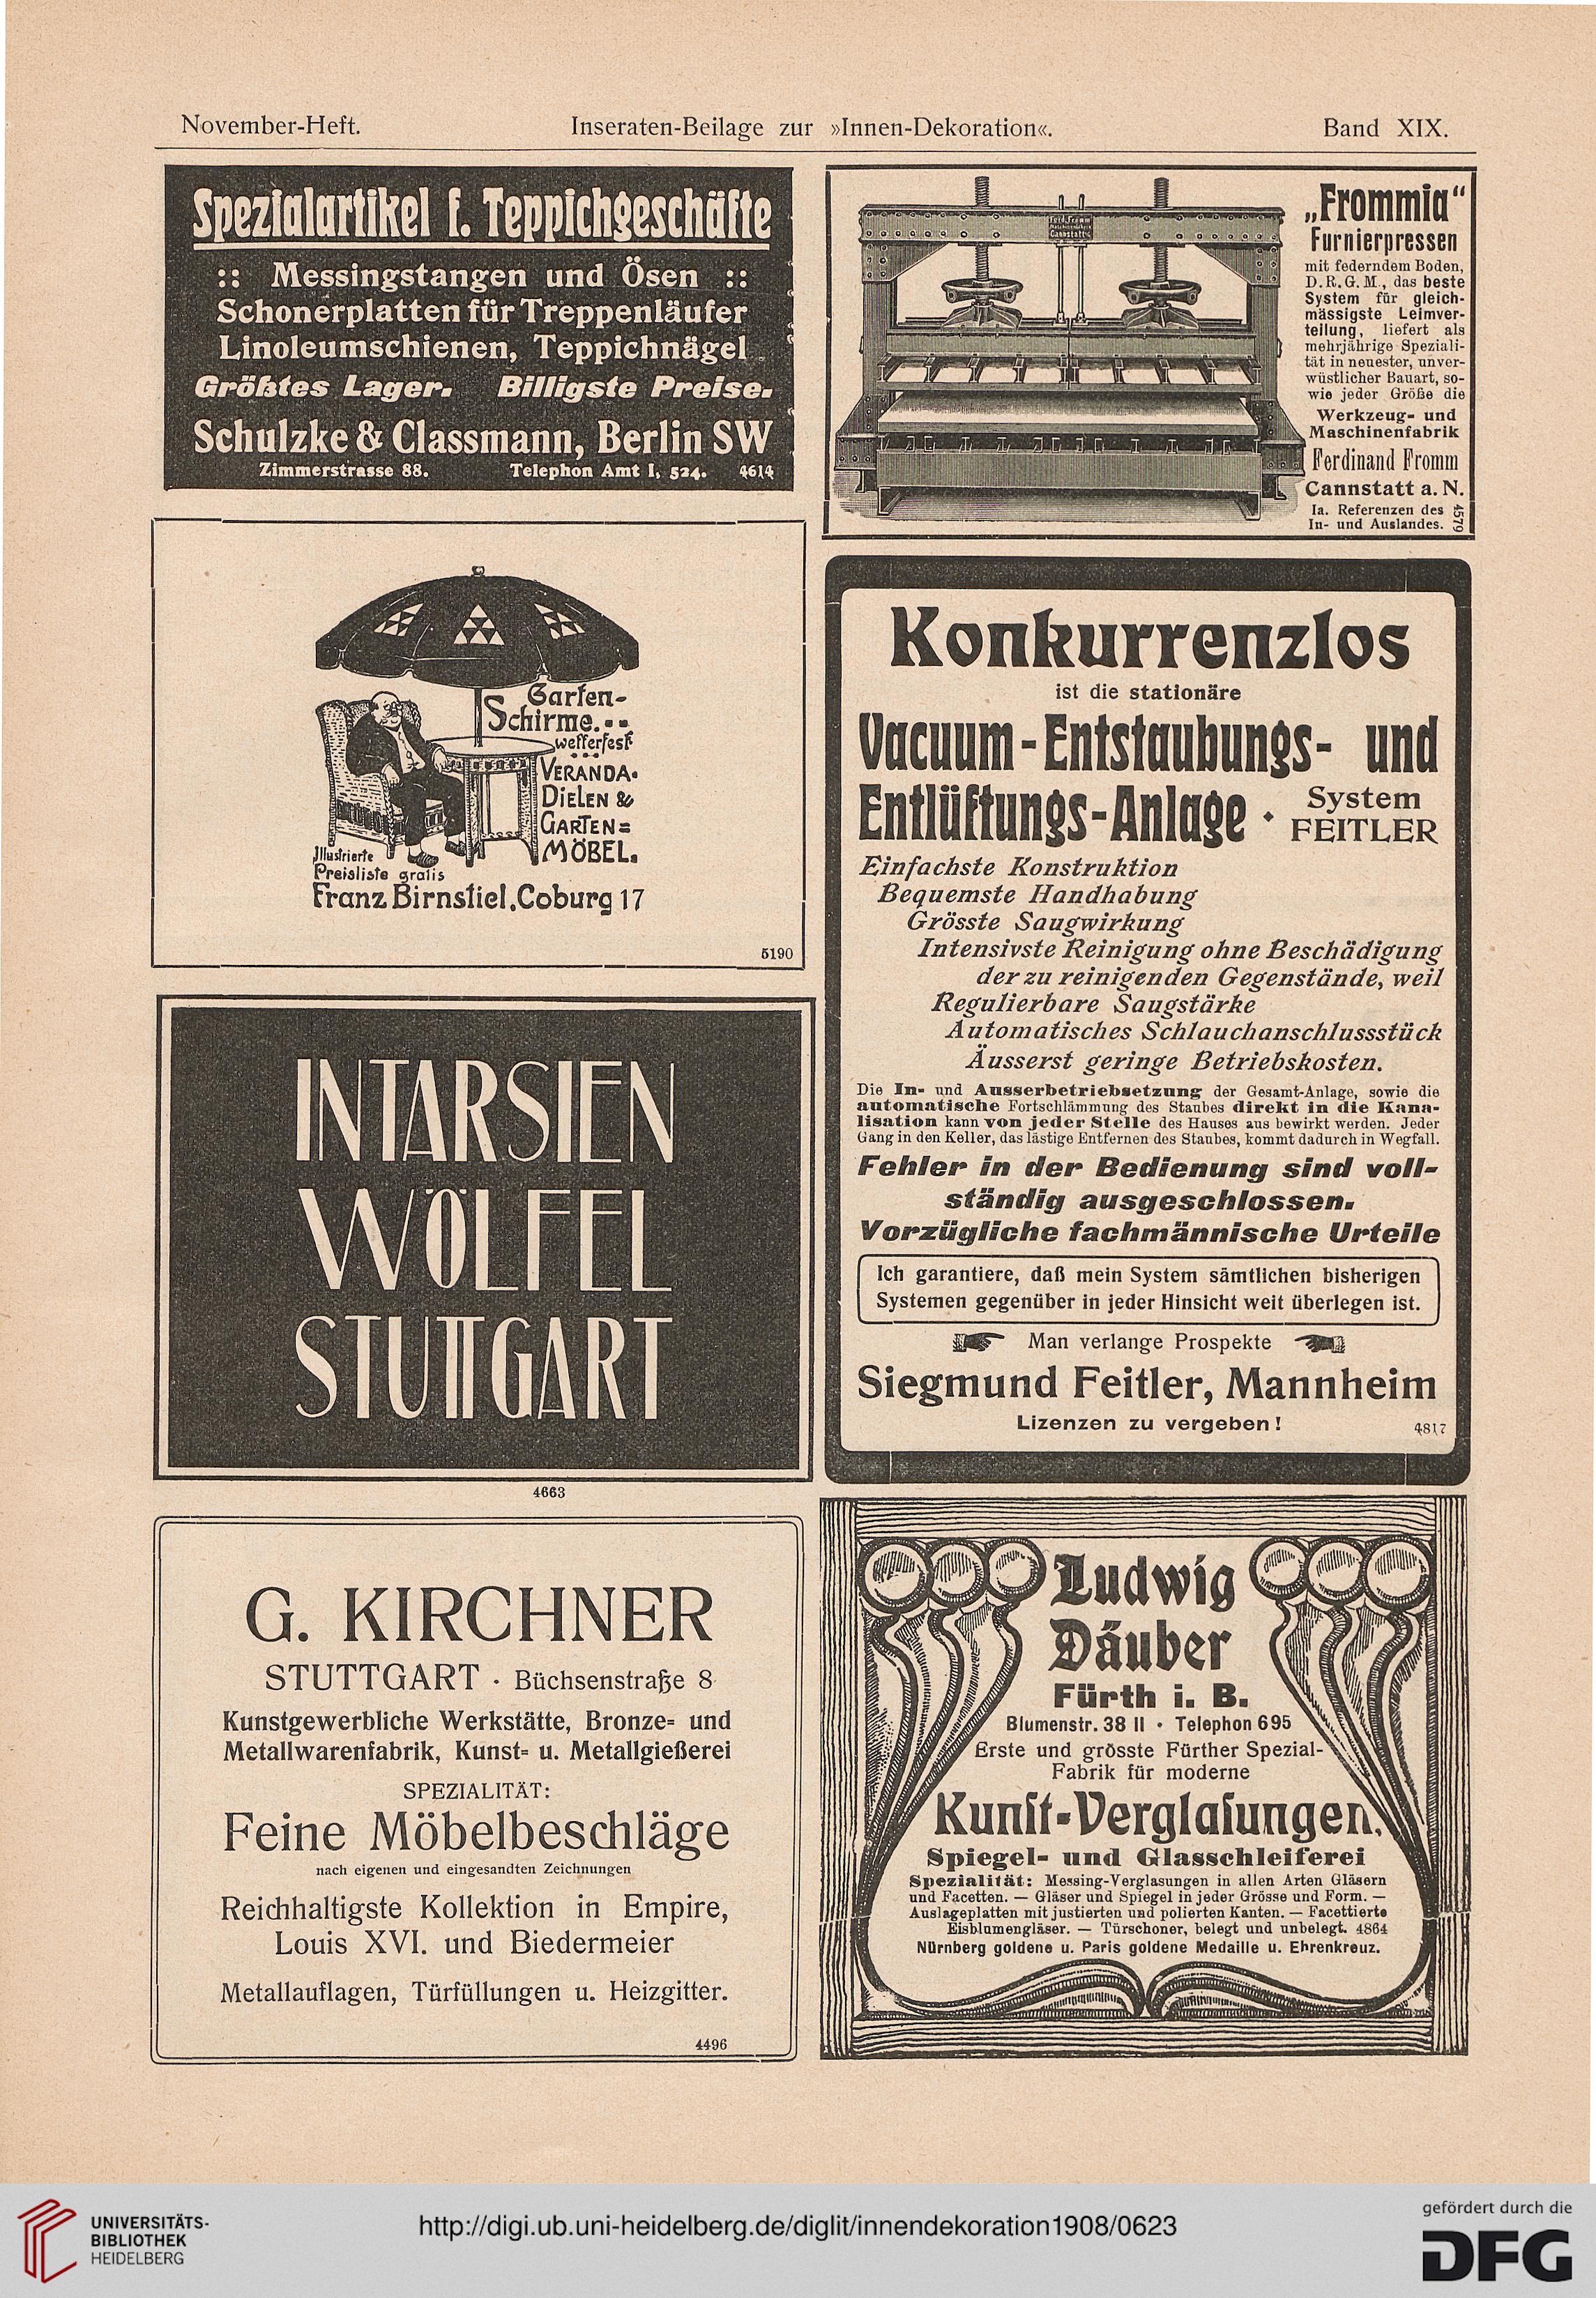 November-Heft. Inseraten-Beilage zur »Innen-Dekoration«. Band XIX.
Spezialartikel f. Teppichgeschäfte
:: Messingstangen und Ösen ::
Schonerplatten für Treppenläufer
Linoleumschienen, Teppichnägel
Größtes Lager. Billigste Preise.
Schulzke & Classmann, Berlin SW
Zimmerstrasse 88. Telephon Amt I, 524. 4614
Ferd. Fromm
Maschinenfabrik
Cannstatt
„Frommia“
Furnierpressen
mit federndem Boden,
D.R.G.M., das beste
System für gleich-
mässigste Leimver-
teilung, liefert als
mehrjährige Speziali-
tät in neuester, unver-
wüstlicher Bauart, so-
wie jeder Größe die
Werkzeug- und
Maschinenfabrik
Ferdinand Fromm
Cannstatt a. N.
Ia. Referenzen des
In- und Auslandes.
4579
Garten-
Schirme.
wetterfest
VERANDA-
DIELEN &
GARTEN=
MÖBEL.
Illustrierte
Preisliste gratis
Franz Birnstiel. Coburg 17
5190
INTARSIEN
WÖLFEL
STUTTGART
4663
G. KIRCHNER
STUTTGART · Büchsenstraße 8
Kunstgewerbliche Werkstätte, Bronze= und
Metallwarenfabrik, Kunst= u. Metallgießerei
SPEZIALITÄT:
Feine Möbelbeschläge
nach eigenen und eingesandten Zeichnungen
Reichhaltigste Kollektion in Empire,
Louis XVI. und Biedermeier
Metallauflagen, Türfüllungen u. Heizgitter.
4496
Konkurrenzlos
ist die stationäre
Vacuum-Entstaubungs- und
Entlüftungs-Anlage · System
FEITLER
Einfachste Konstruktion
Bequemste Handhabung
Grösste Saugwirkung
Intensivste Reinigung ohne Beschädigung
der zu reinigenden Gegenstände, weil
Regulierbare Saugstärke
Automatisches Schlauchanschlussstück
Äusserst geringe Betriebskosten.
Die In- und Ausserbetriebsetzung der Gesamt-Anlage, sowie die
automatische Fortschlämmung des Staubes direkt in die Kana-
lisation kann von jeder Stelle des Hauses aus bewirkt werden. Jeder
Gang in den Keller, das lästige Entfernen des Staubes, kommt dadurch in Wegfall.
Fehler in der Bedienung sind voll-
ständig ausgeschlossen.
Vorzügliche fachmännische Urteile
Ich garantiere, daß mein System sämtlichen bisherigen
Systemen gegenüber in jeder Hinsicht weit überlegen ist.
Man verlange Prospekte
Siegmund Feitler, Mannheim
Lizenzen zu vergeben! 4817
Ludwig
Däuber
Fürth i. B.
Blumenstr. 38 II · Telephon 695
Erste und grösste Fürther Spezial-
Fabrik für moderne
Kunſt-Verglaſungen,
Spiegel- und Glasschleiferei
Spezialität: Messing-Verglasungen in allen Arten Gläsern
und Facetten. — Gläser und Spiegel in jeder Grösse und Form. —
Auslageplatten mit justierten und polierten Kanten. — Facettierte
Eisblumengläser. — Türschoner, belegt und unbelegt. 4864
Nürnberg goldene u. Paris goldene Medaille u. Ehrenkreuz.
UNIVERSITÄTS-
BIBLIOTHEK
HEIDELBERG
http://digi.ub.uni-heidelberg.de/diglit/innendekoration1908/0623
gefördert durch die
DFG